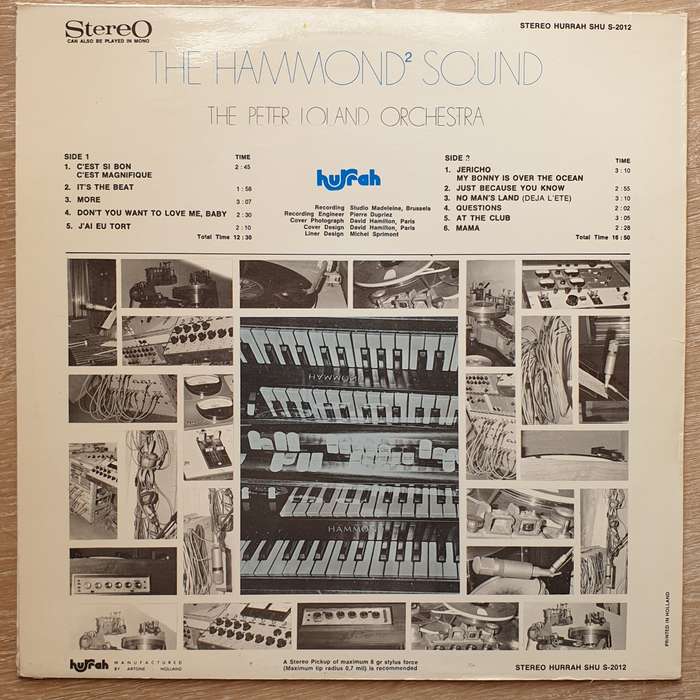 StereO
CAN ALSO BE PLAYED IN MONO
STEREO HURRAH SHU S-2012
THE HAMMOND² SOUND
THE PETER LOLAND ORCHESTRA
SIDE 1 TIME
1. C'EST SI BON 2 : 45
C'EST MAGNIFIQUE
2. IT'S THE BEAT 1 : 56
3. MORE 3 : 07
4. DON'T YOU WANT TO LOVE ME, BABY 2 : 30
5. J'AI EU TORT 2 : 10
Total Time 12 : 30
hurrah
Recording Studio Madeleine, Brussels
Recording Engineer Pierre Dupriez
Cover Photograph David Hamilton, Paris
Cover Design David Hamilton, Paris
Liner Design Michel Sprimont
SIDE 2 TIME
1. JERICHO 3 : 10
MY BONNY IS OVER THE OCEAN
2. JUST BECAUSE YOU KNOW 2 : 55
3. NO MAN'S LAND (DEJA L'ETE) 3 : 10
4. QUESTIONS 2 : 02
5. AT THE CLUB 3 : 05
6. MAMA 2 : 28
Total Time 16 : 50
HAMMOND
HAMMOND
PRINTED IN HOLLAND
hurrah
MANUFACTURED
BY ARTONE HOLLAND
A Stereo Pickup of maximum 6 gr stylus force
(Maximum tip radius 0,7 mil) is recommended
STEREO HURRAH SHU S-2012